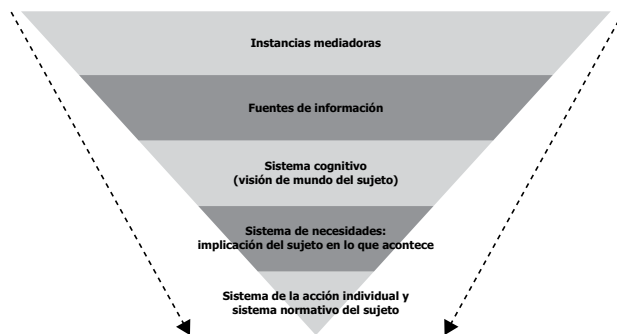 Instancias mediadoras
Fuentes de información
Sistema cognitivo
(visión de mundo del sujeto)
Sistema de necesidades:
implicación del sujeto en lo que acontece
Sistema de la acción individual y
sistema normativo del sujeto